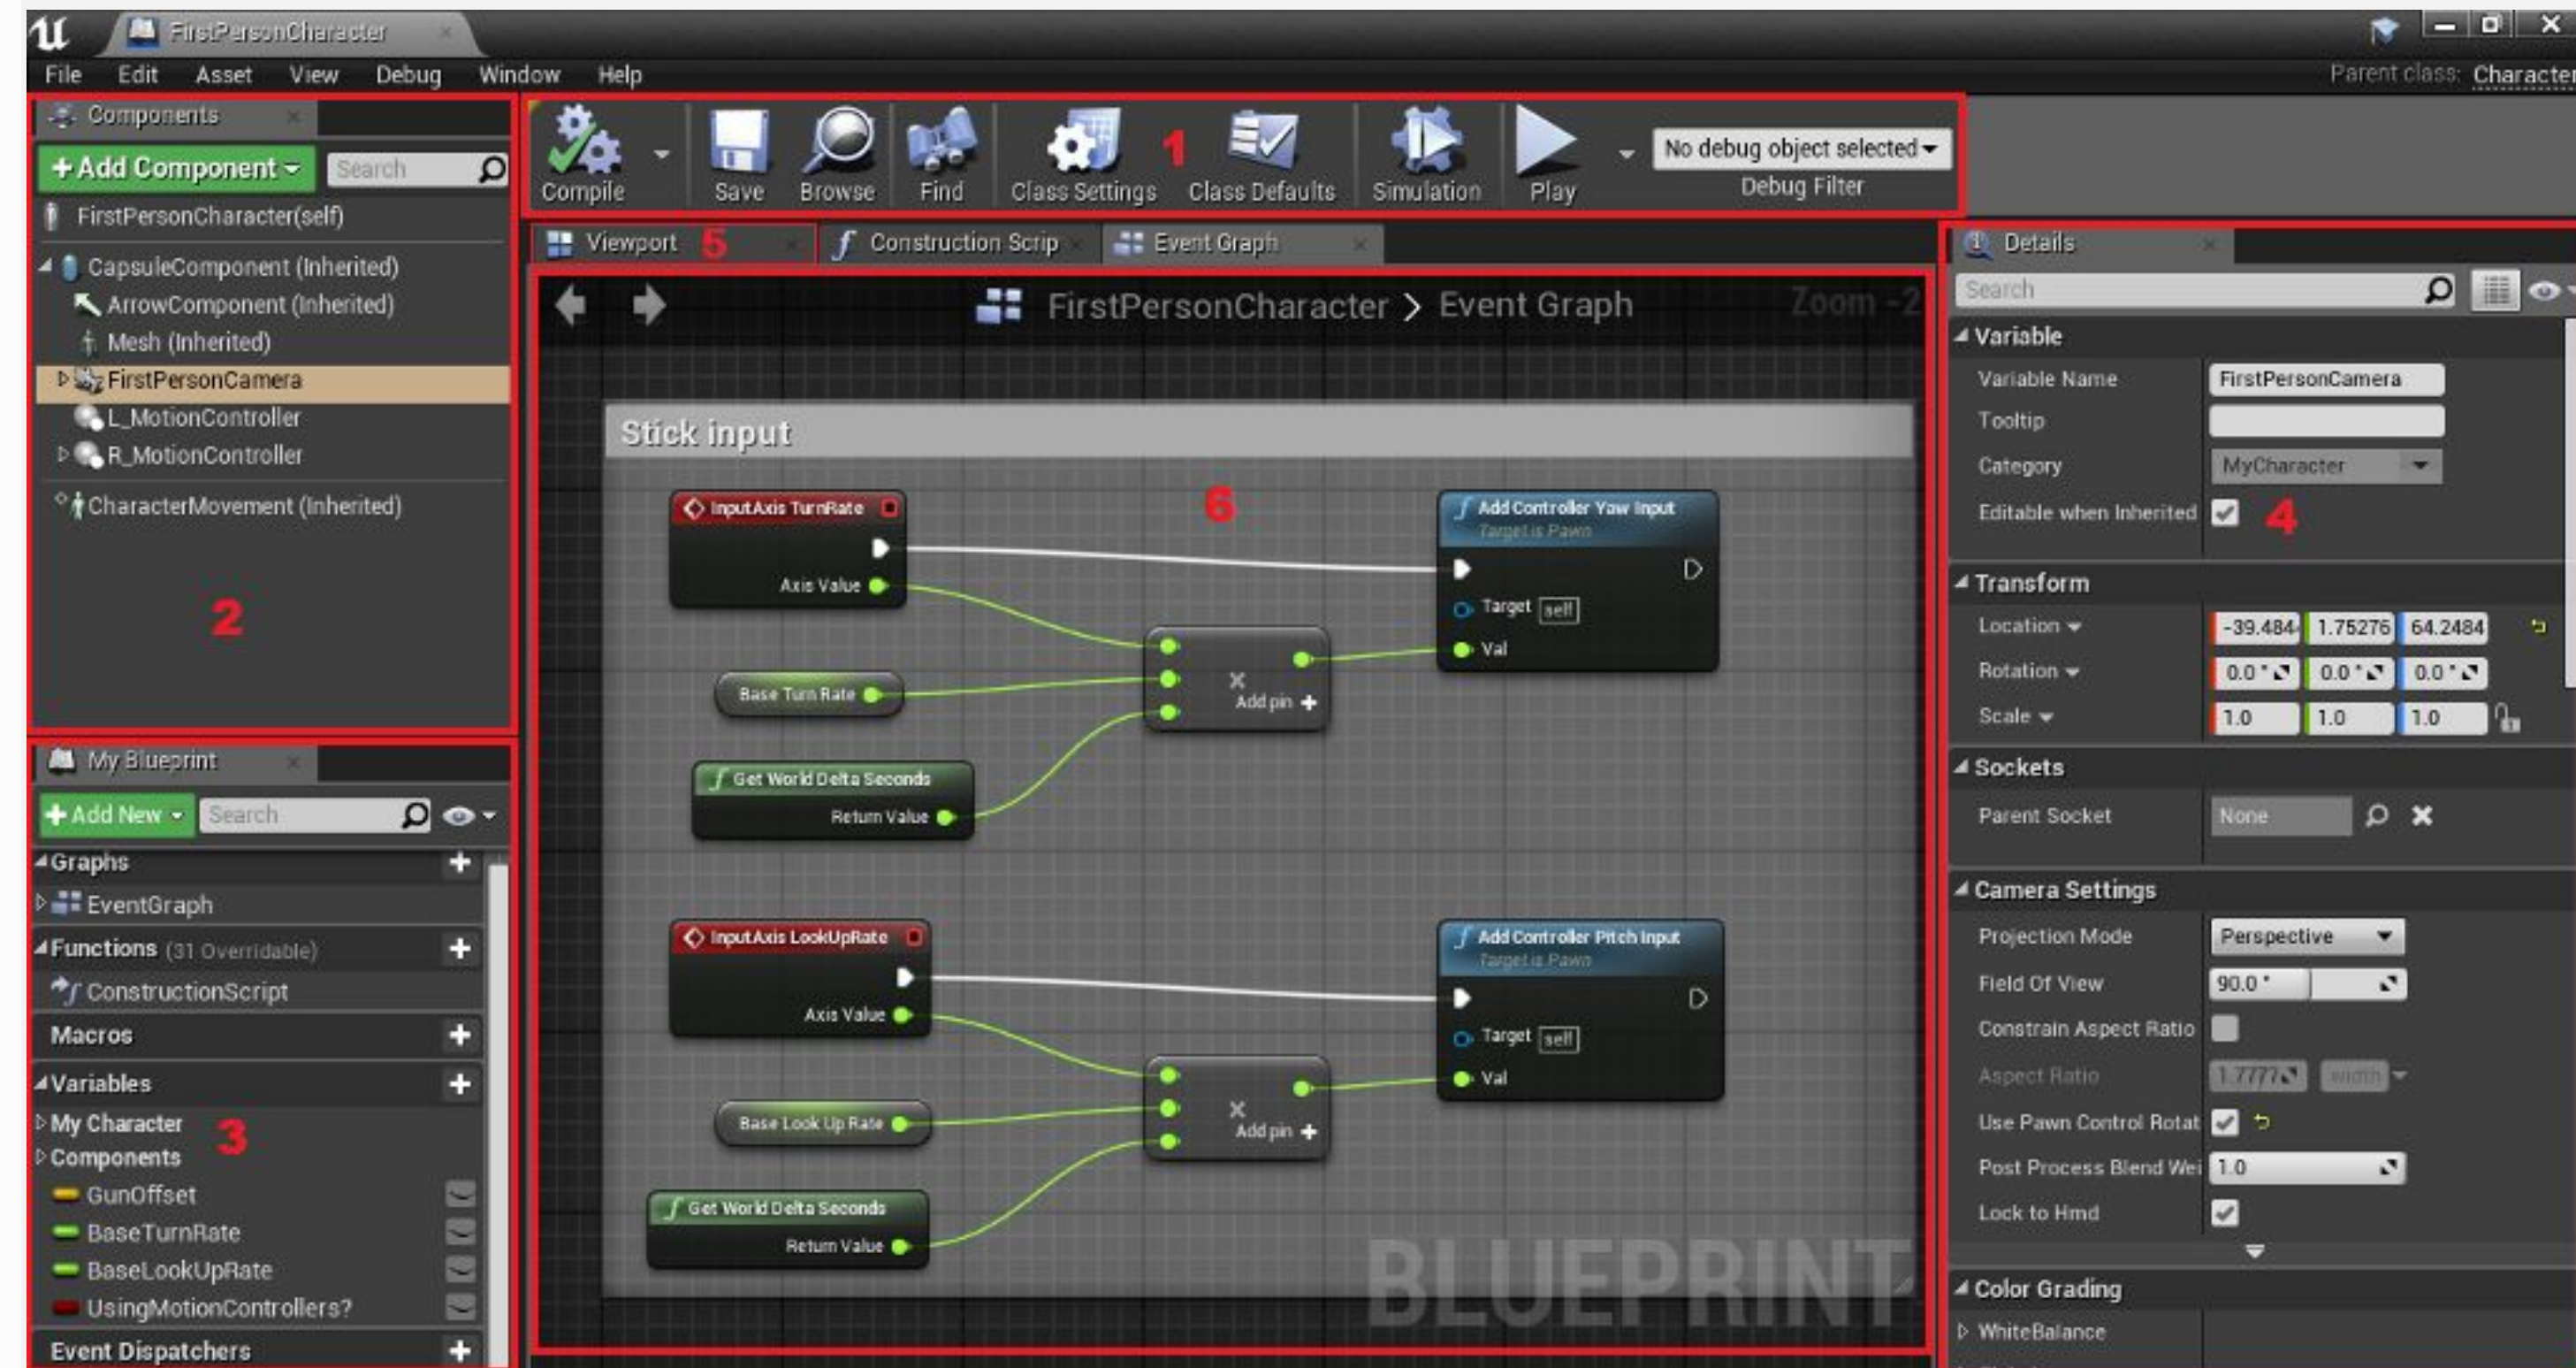 FirstPersonCharacter
File Edit Asset View Debug Window Help
Parent class: Character
Components
+Add Component
Search
FirstPersonCharacter(self)
CapsuleComponent (Inherited)
ArrowComponent (Inherited)
Mesh (Inherited)
FirstPersonCamera
L_MotionController
R_MotionController
CharacterMovement (Inherited)
2
Compile
Save
Browse
Find
Class Settings
1
Class Defaults
Simulation
Play
No debug object selected
Debug Filter
Viewport
5
Construction Scrip
Event Graph
FirstPersonCharacter > Event Graph
Zoom -2
Stick input
6
InputAxis TurnRate
Axis Value
Base Turn Rate
Get World Delta Seconds
Return Value
Add pin +
Add Controller Yaw Input
Target is Pawn
Target self
Val
InputAxis LookUpRate
Axis Value
Base Look Up Rate
Get World Delta Seconds
Return Value
Add pin +
Add Controller Pitch Input
Target is Pawn
Target self
Val
BLUEPRINT
My Blueprint
+Add New
Search
Graphs
EventGraph
Functions (31 Overridable)
ConstructionScript
Macros
Variables
My Character
3
Components
GunOffset
BaseTurnRate
BaseLookUpRate
UsingMotionControllers?
Event Dispatchers
Details
Search
Variable
Variable Name FirstPersonCamera
Tooltip
Category MyCharacter
Editable when Inherited
4
Transform
Location -39.484 1.75276 64.2484
Rotation 0.0 ° 0.0 ° 0.0 °
Scale 1.0 1.0 1.0
Sockets
Parent Socket None
Camera Settings
Projection Mode Perspective
Field Of View 90.0 °
Constrain Aspect Ratio
Aspect Ratio 1.7777 width
Use Pawn Control Rotat
Post Process Blend Wei 1.0
Lock to Hmd
Color Grading
WhiteBalance